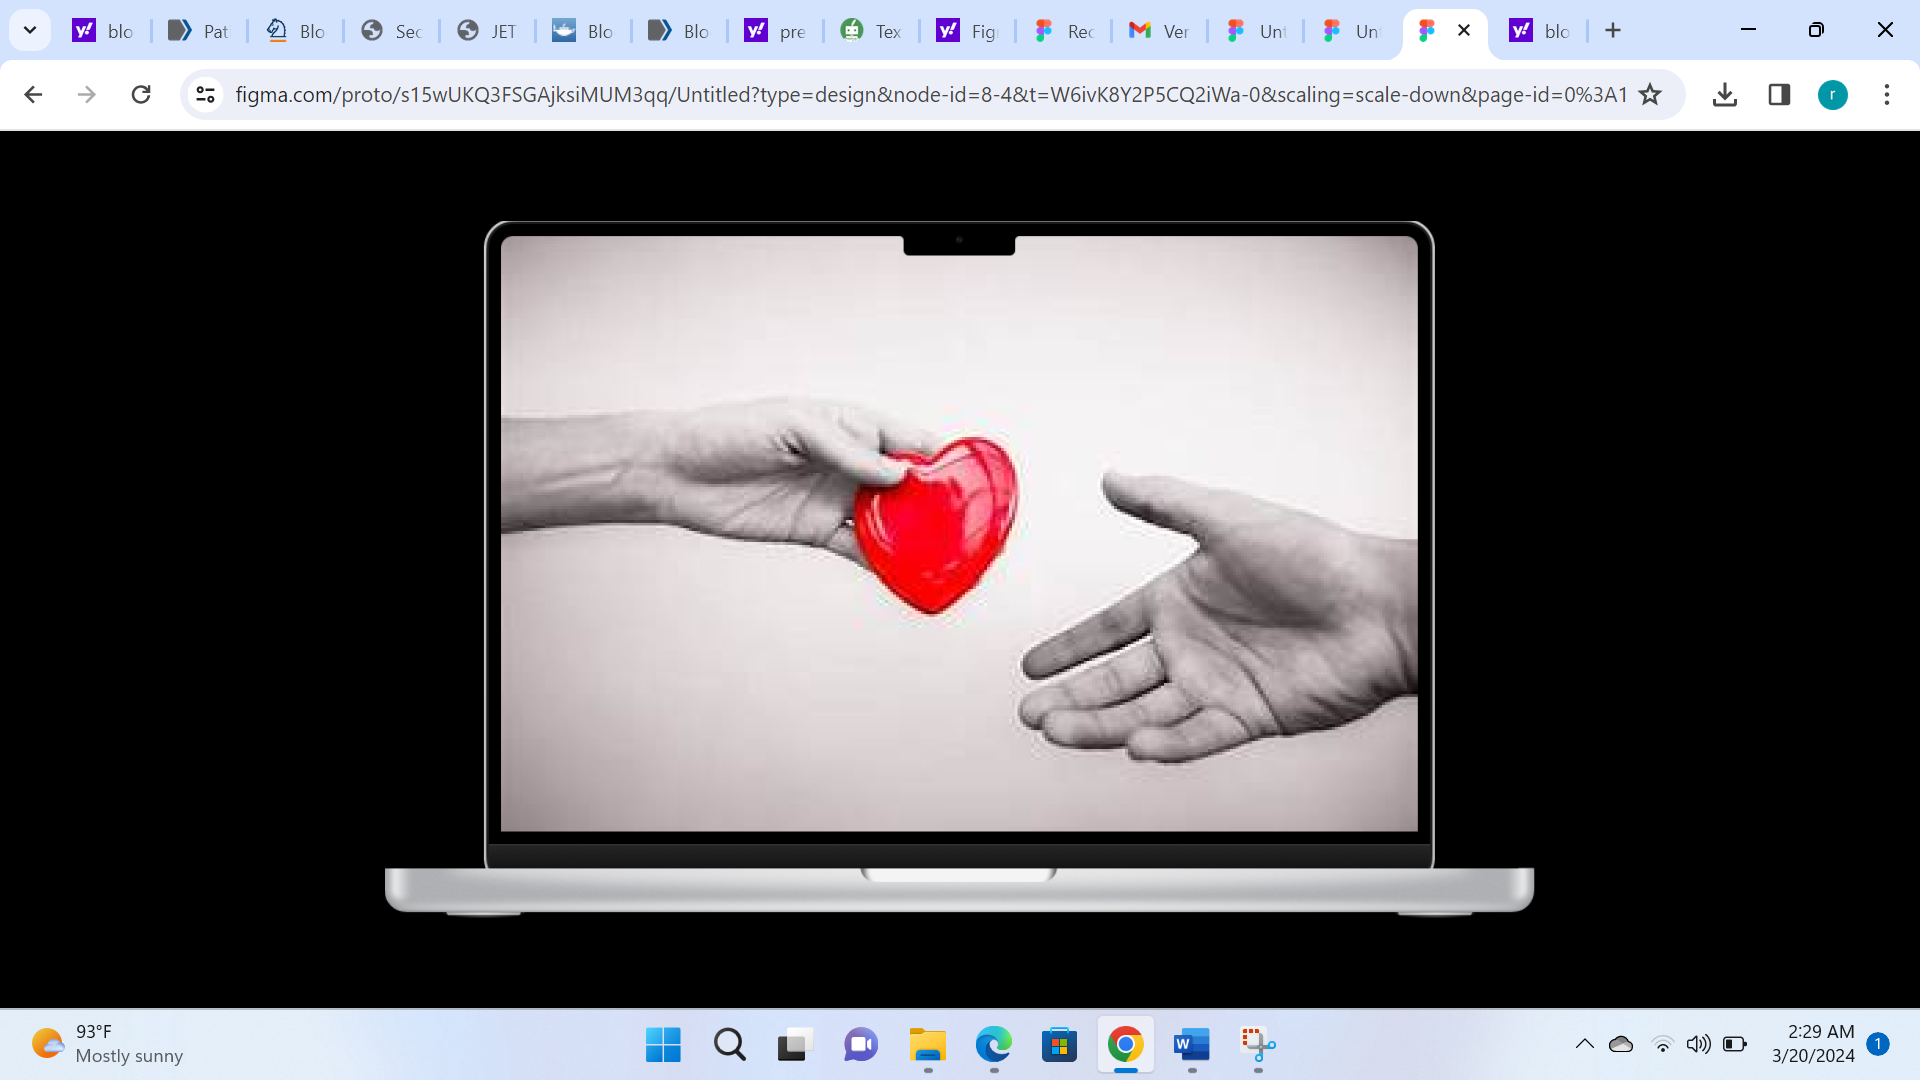 blo
Pat
Blo
Sec
JET
Blo
Blo
pre
Tex
Fig
Rec
Ver
Unt
Unt
blo
figma.com/proto/s15wUKQ3FSGAjksiMUM3qq/Untitled?type=design&node-id=8-4&t=W6ivK8Y2P5CQ2iWa-0&scaling=scale-down&page-id=0%3A1
r
93°F
Mostly sunny
W
2:29 AM
3/20/2024
1